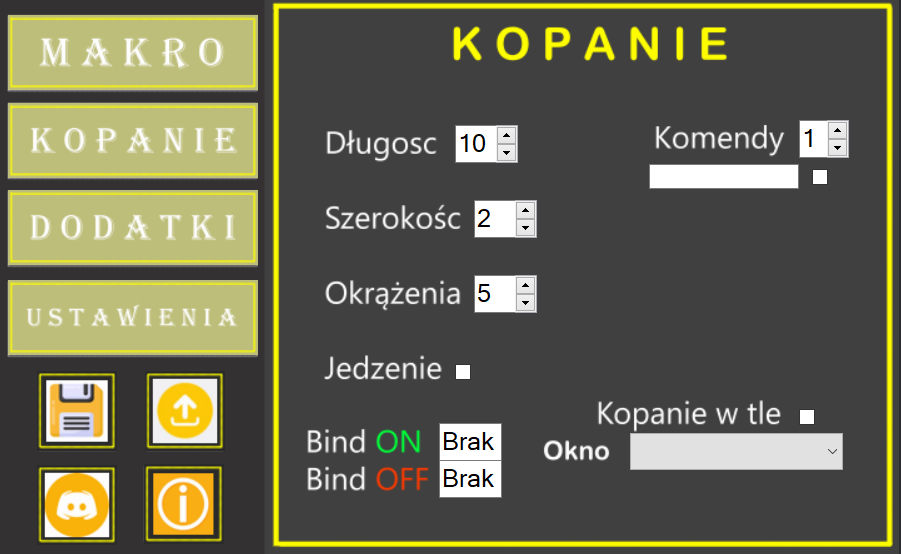 MAKRO
KOPANIE
DODATKI
USTAWIENIA
KOPANIE
Długosc 10
Komendy 1
Szerokośc 2
Okrążenia 5
Jedzenie
Kopanie w tle
Bind ON Brak
Okno
Bind OFF Brak